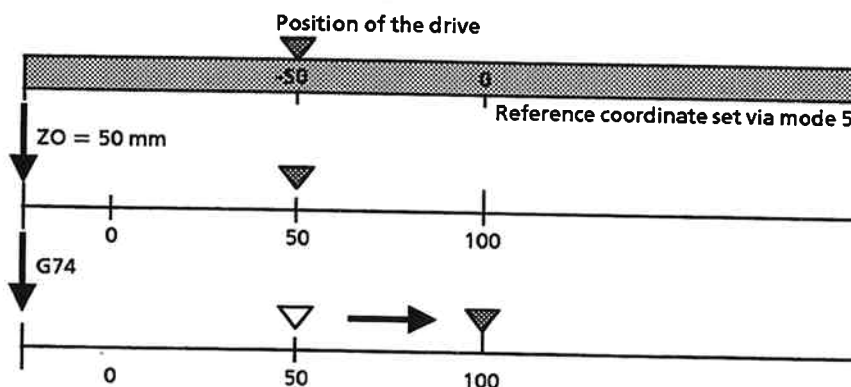 Position of the drive
-50 0
Reference coordinate set via mode 5
ZO = 50 mm
0 50 100
G74
0 50 100